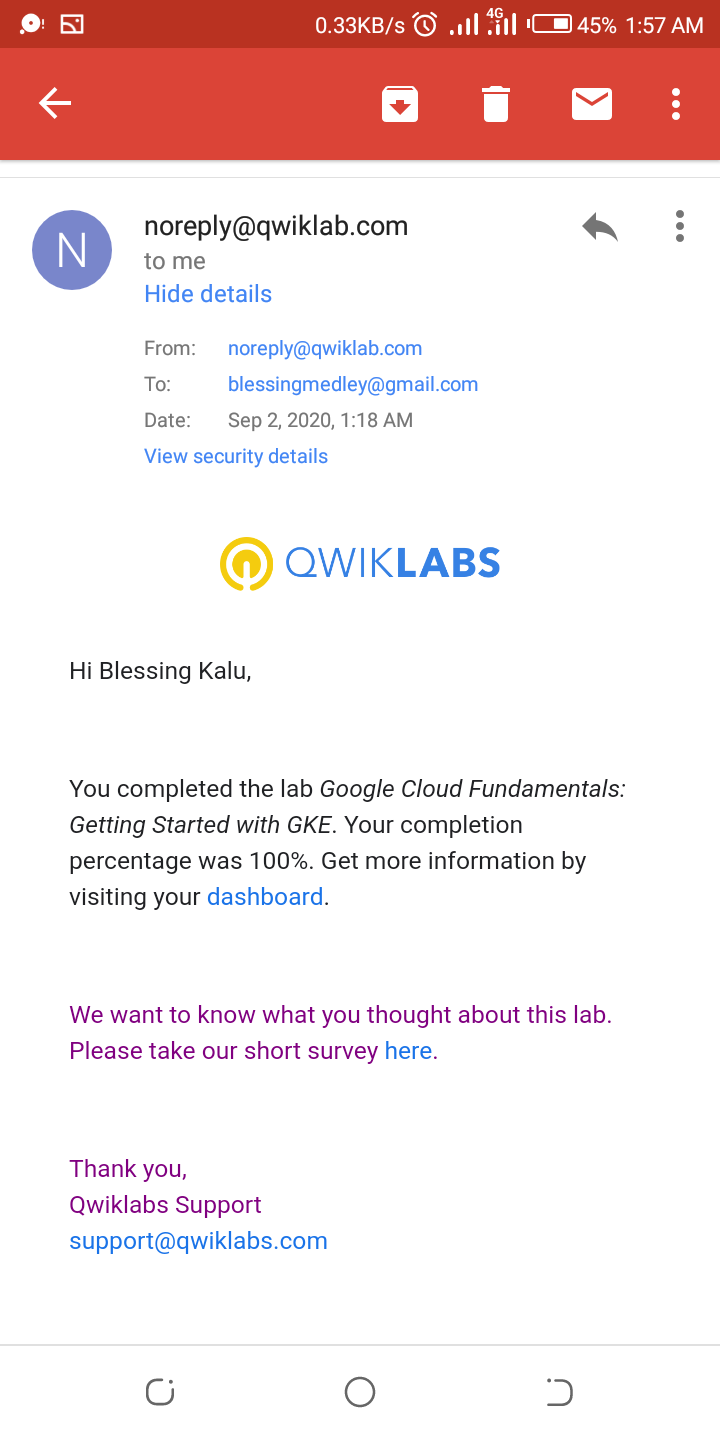 0.33KB/s 4G 45% 1:57 AM
N
noreply@qwiklab.com
to me
Hide details
From: noreply@qwiklab.com
To: blessingmedley@gmail.com
Date: Sep 2, 2020, 1:18 AM
View security details
QWIKLABS
Hi Blessing Kalu,
You completed the lab Google Cloud Fundamentals:
Getting Started with GKE. Your completion
percentage was 100%. Get more information by
visiting your dashboard.
We want to know what you thought about this lab.
Please take our short survey here.
Thank you,
Qwiklabs Support
support@qwiklabs.com